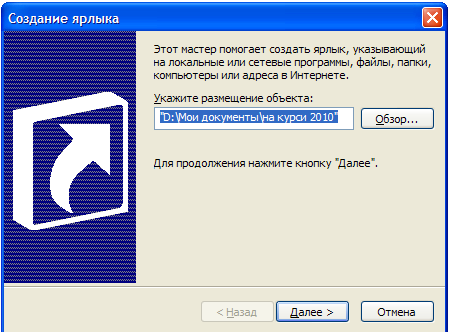 Создание ярлыка
Этот мастер помогает создать ярлык, указывающий
на локальные или сетевые программы, файлы, папки,
компьютеры или адреса в Интернете.
Укажите размещение объекта:
"D:\Мои документы\на курси 2010"
Обзор...
Для продолжения нажмите кнопку "Далее".
< Назад
Далее >
Отмена